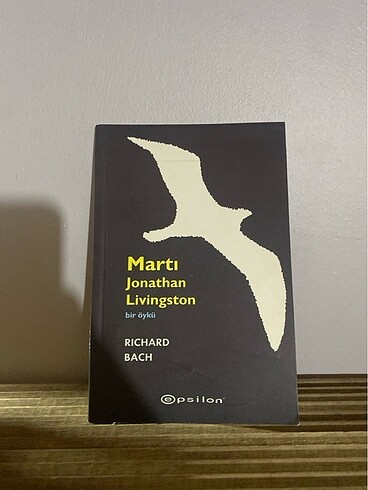 Martı
Jonathan
Livingston
bir öykü
RICHARD
BACH
epsilon®